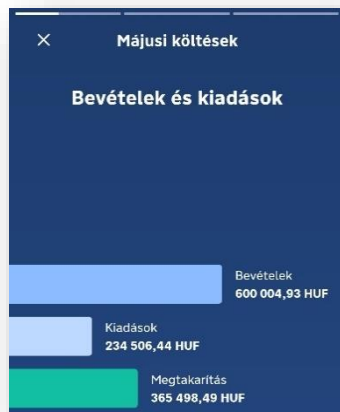 Májusi költések
Bevételek és kiadások
Bevételek
600 004,93 HUF
Kiadások
234 506,44 HUF
Megtakarítás
365 498,49 HUF